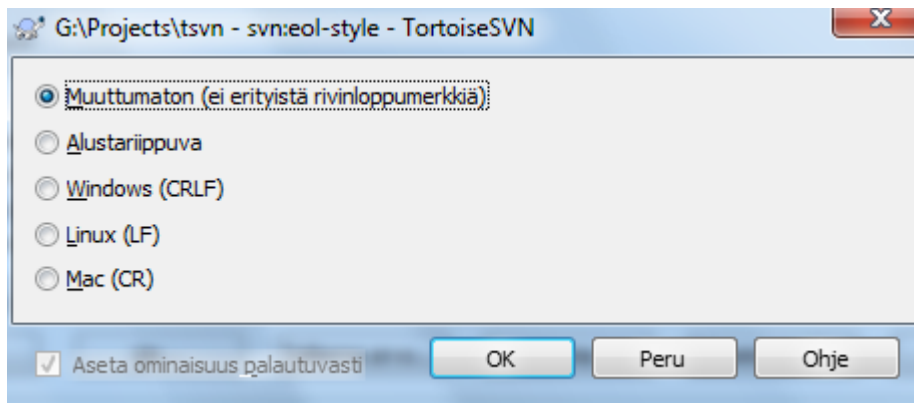 G:\Projects\tsvn - svn:eol-style - TortoiseSVN
Muuttumaton (ei erityistä rivinloppumerkkiä)
Alustariippuva
Windows (CRLF)
Linux (LF)
Mac (CR)
Aseta ominaisuus palautuvasti OK Peru Ohje